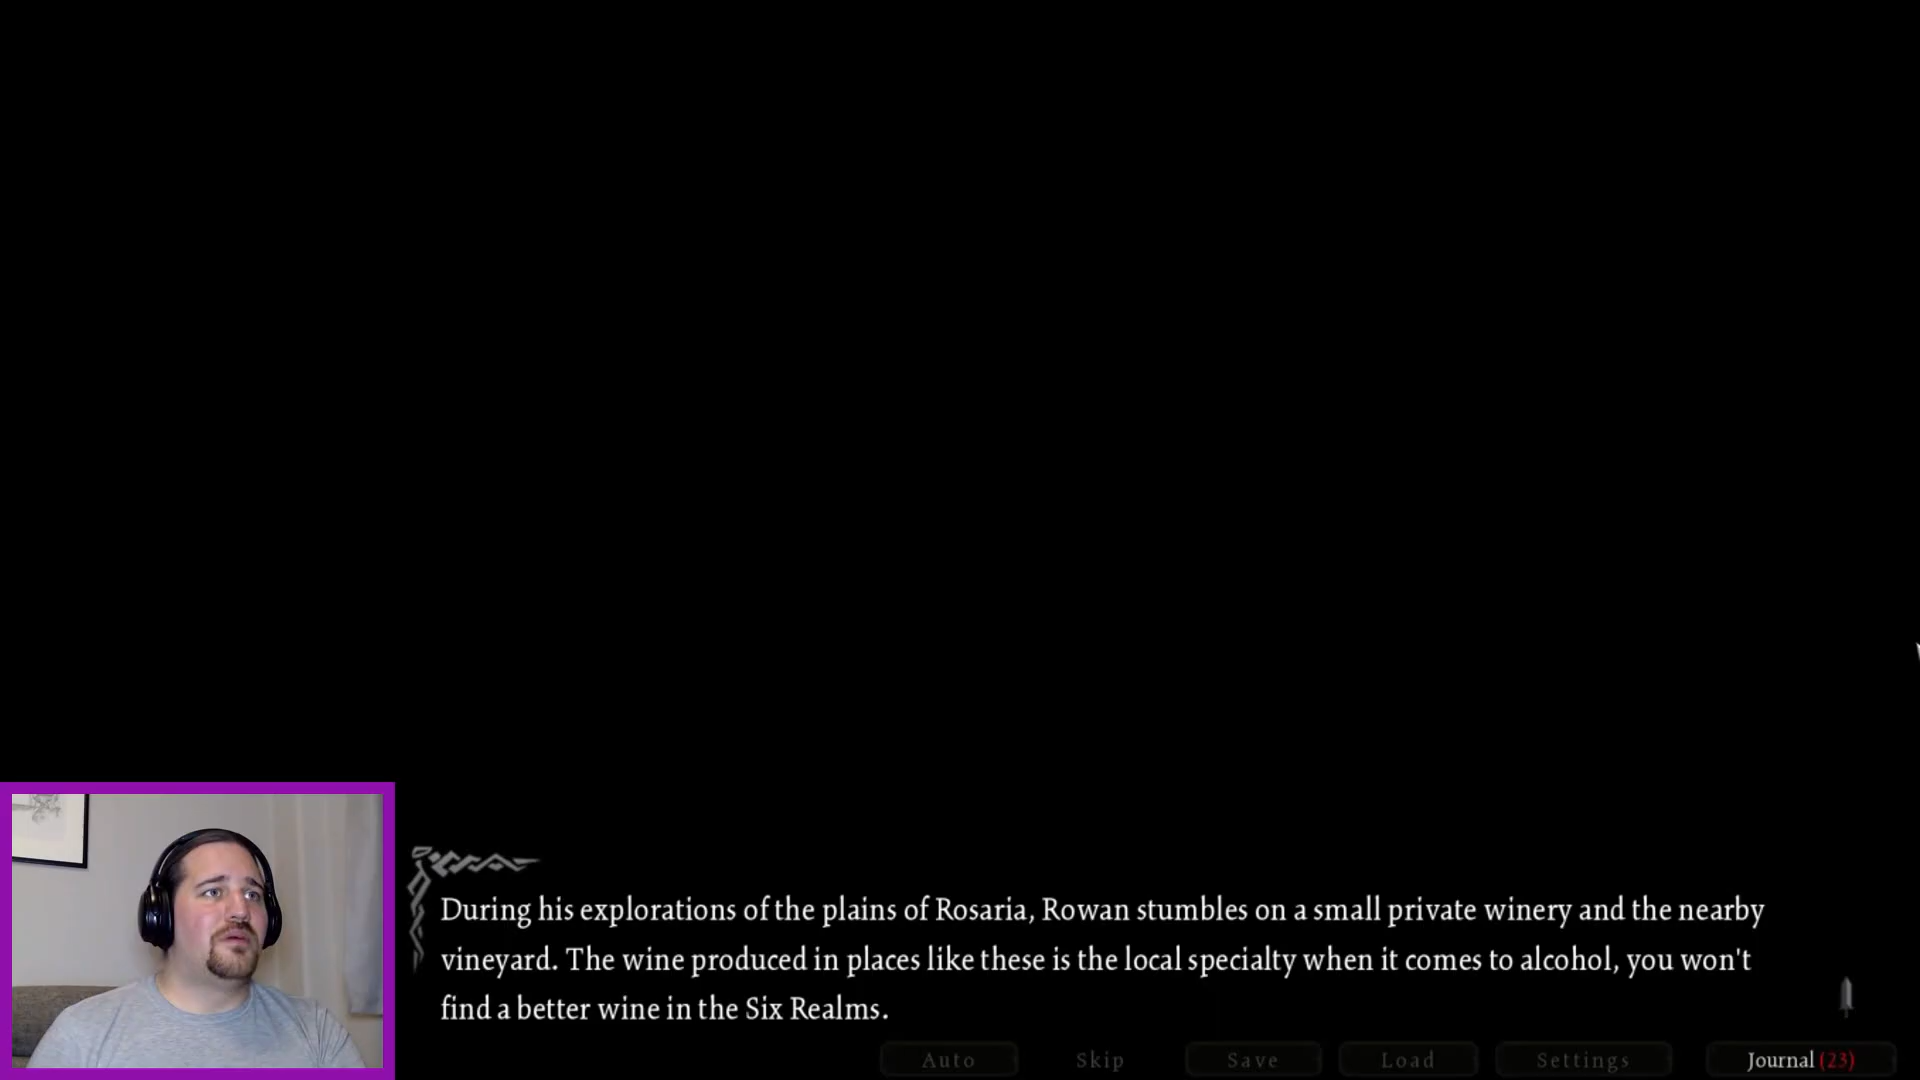 During his explorations of the plains of Rosaria, Rowan stumbles on a small private winery and the nearby
vineyard. The wine produced in places like these is the local specialty when it comes to alcohol, you won't
find a better wine in the Six Realms.
Auto Skip Save Load Settings Journal (23)